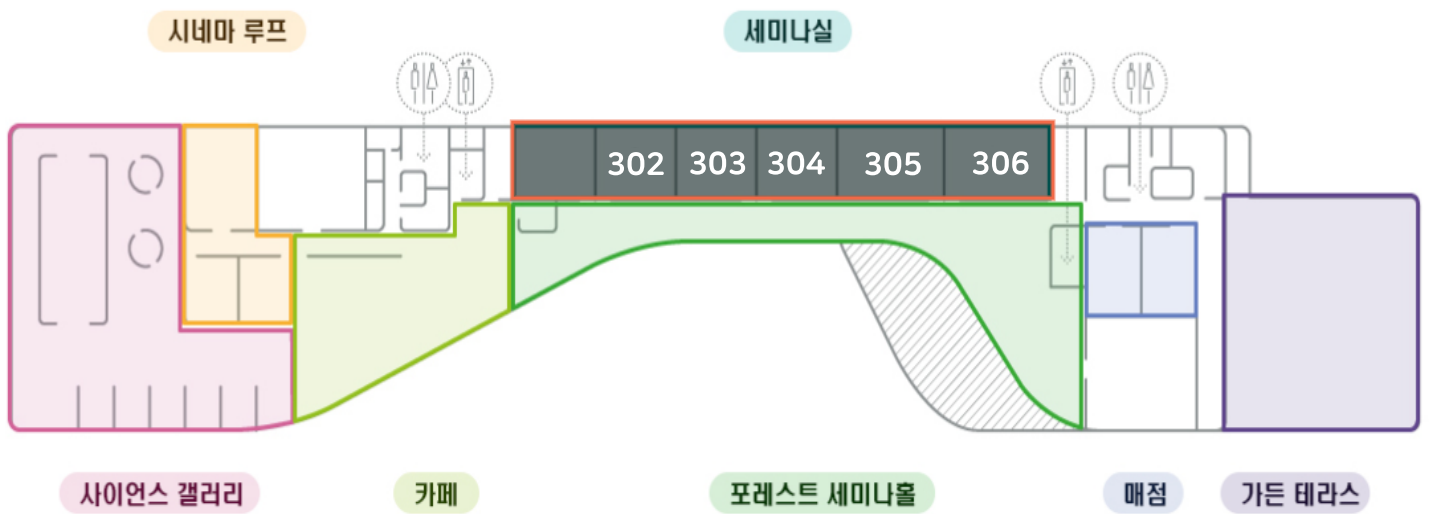 시네마 루프
세미나실
302 303 304 305 306
사이언스 갤러리
카페
포레스트 세미나홀
매점
가든 테라스